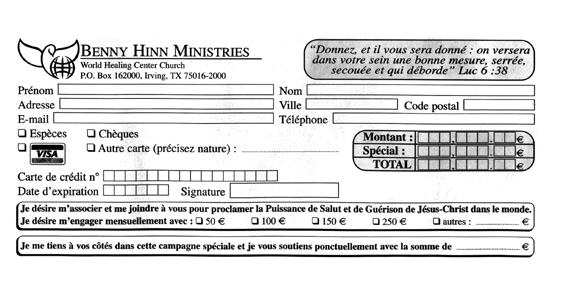 BENNY HINN MINISTRIES
World Healing Center Church
P.O. Box 162000, Irving, TX 75016-2000
“Donnez, et il vous sera donné : on versera
dans votre sein une bonne mesure, serrée,
secouée et qui déborde” Luc 6 :38
Prénom Nom
Adresse Ville Code postal
E-mail Téléphone
❏ Espèces ❏ Chèques
❏ VISA ❏ Autre carte (précisez nature) : ........................
Montant : €
Spécial : €
TOTAL €
Carte de crédit n°
Date d'expiration Signature
Je désire m'associer et me joindre à vous pour proclamer la Puissance de Salut et de Guérison de Jésus-Christ dans le monde.
Je désire m'engager mensuellement avec : ❏ 50 € ❏ 100 € ❏ 150 € ❏ 250 € ❏ autres : ............ €
Je me tiens à vos côtés dans cette campagne spéciale et je vous soutiens ponctuellement avec la somme de .................. €